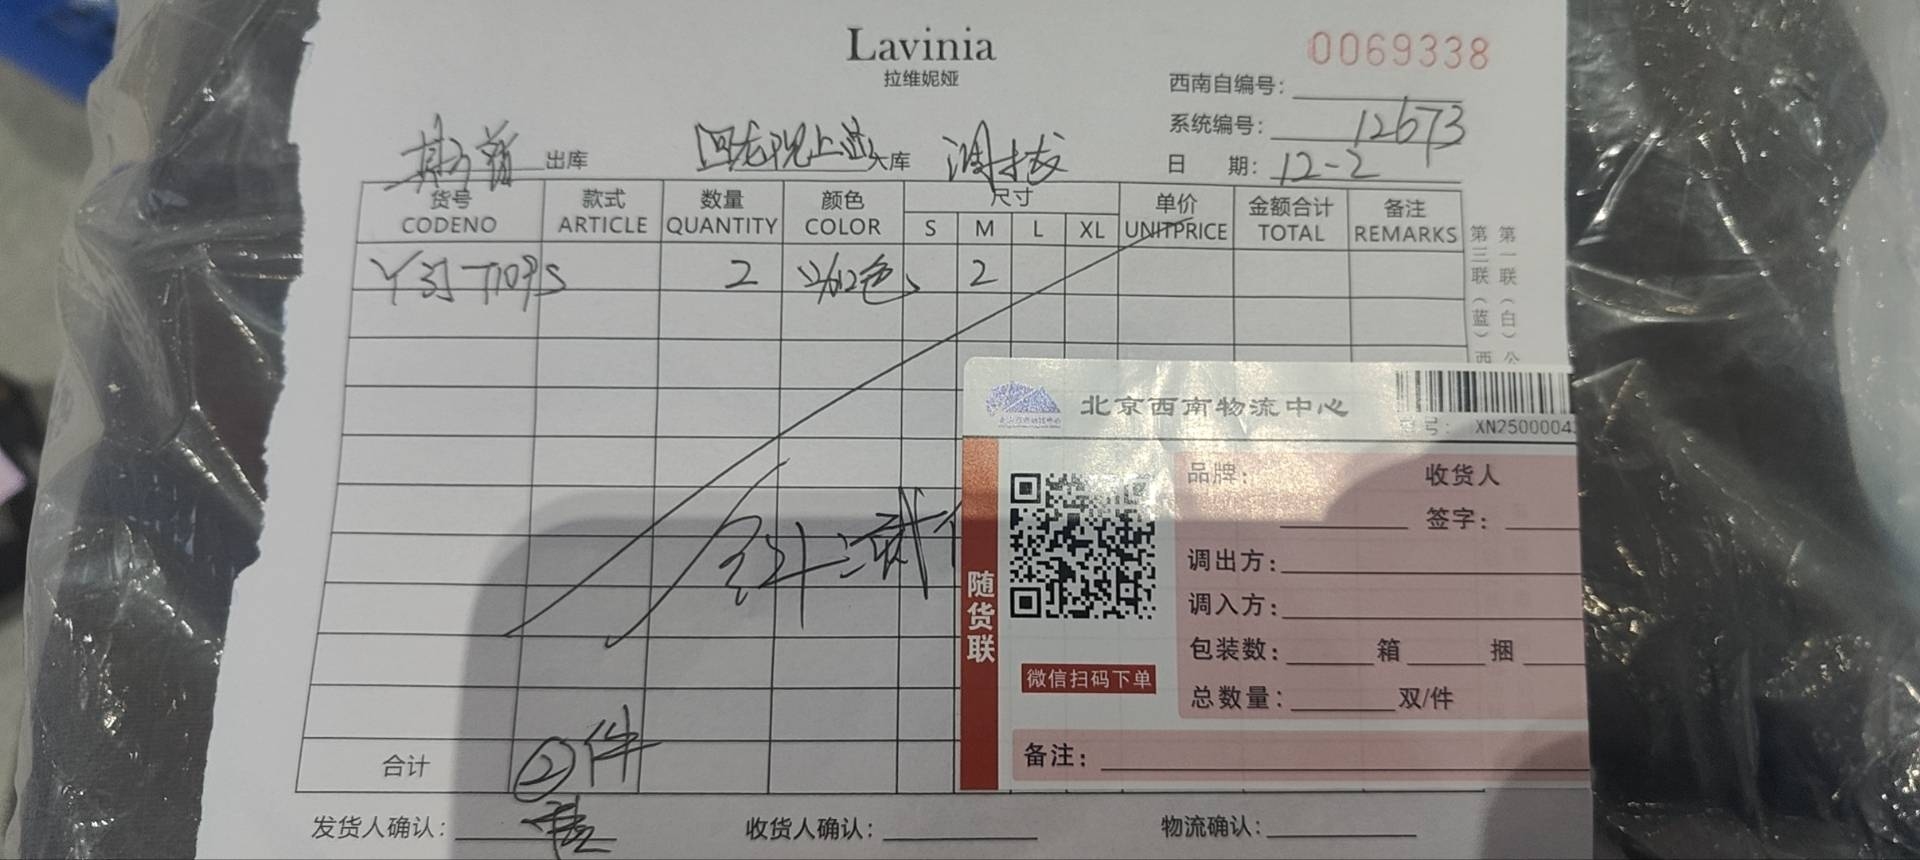 Lavinia
拉维妮娅
0069338
西南自编号:
系统编号: 12673
出库 入库 调拨
日 期: 12-2
货号 款式 数量 颜色 尺寸 单价 金额合计 备注
CODENO ARTICLE QUANTITY COLOR S M L XL UNITPRICE TOTAL REMARKS
2 色 2
第一联(白)公
第三联(蓝)西
北京西南物流中心
XN2500004
品牌: 收货人
签字:
调出方:
调入方:
包装数: 箱 捆
总数量: 双/件
随货联
微信扫码下单
备注:
合计 ②件
发货人确认: 收货人确认: 物流确认: